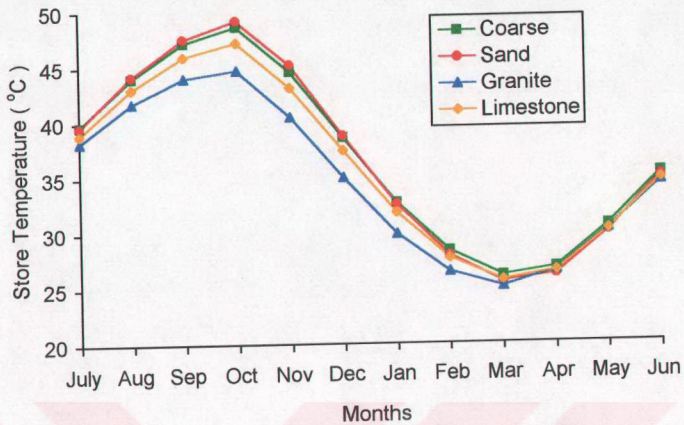 50
45
40
35
30
25
20
Store Temperature ( °C)
Coarse
Sand
Granite
Limestone
July Aug Sep Oct Nov Dec Jan Feb Mar Apr May Jun
Months